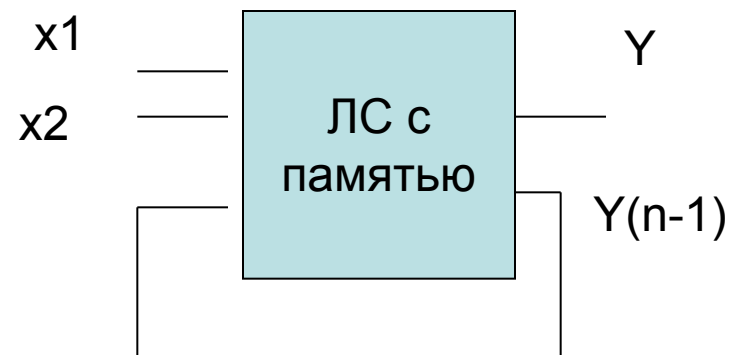 x1
Y
x2
ЛС с
памятью
Y(n-1)